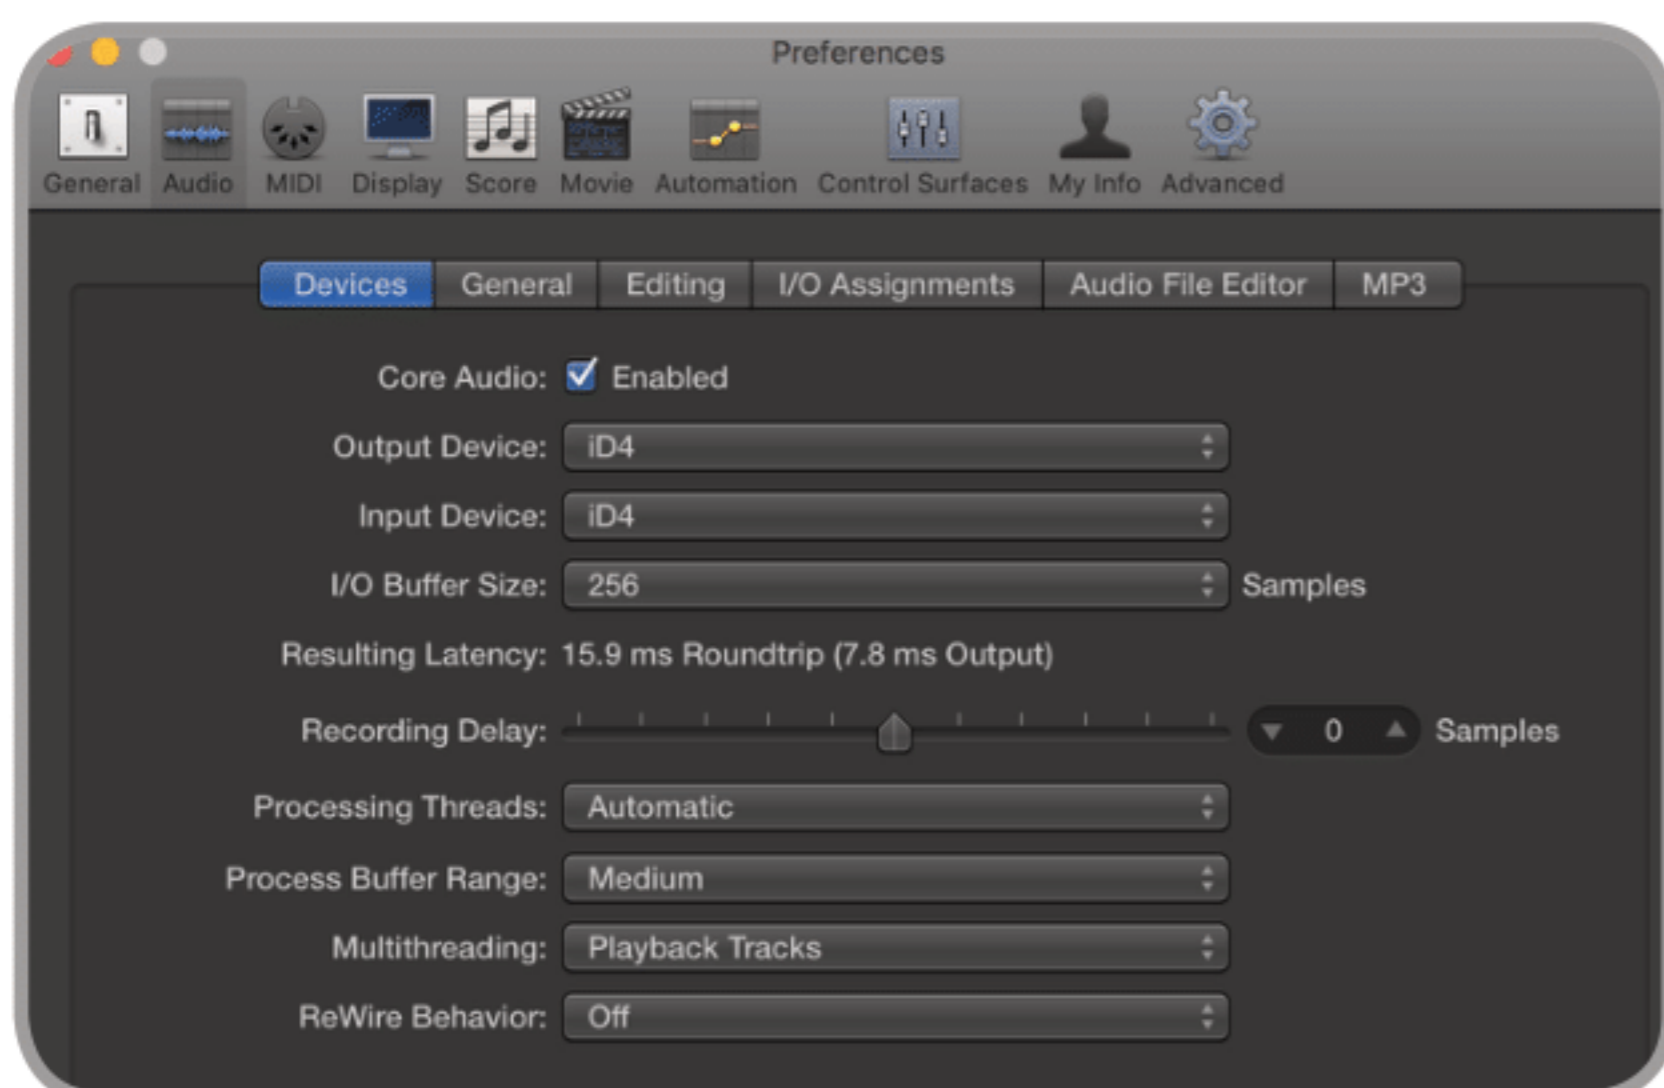 Preferences
General Audio MIDI Display Score Movie Automation Control Surfaces My Info Advanced
Devices General Editing I/O Assignments Audio File Editor MP3
Core Audio: Enabled
Output Device: iD4
Input Device: iD4
I/O Buffer Size: 256 Samples
Resulting Latency: 15.9 ms Roundtrip (7.8 ms Output)
Recording Delay: 0 Samples
Processing Threads: Automatic
Process Buffer Range: Medium
Multithreading: Playback Tracks
ReWire Behavior: Off